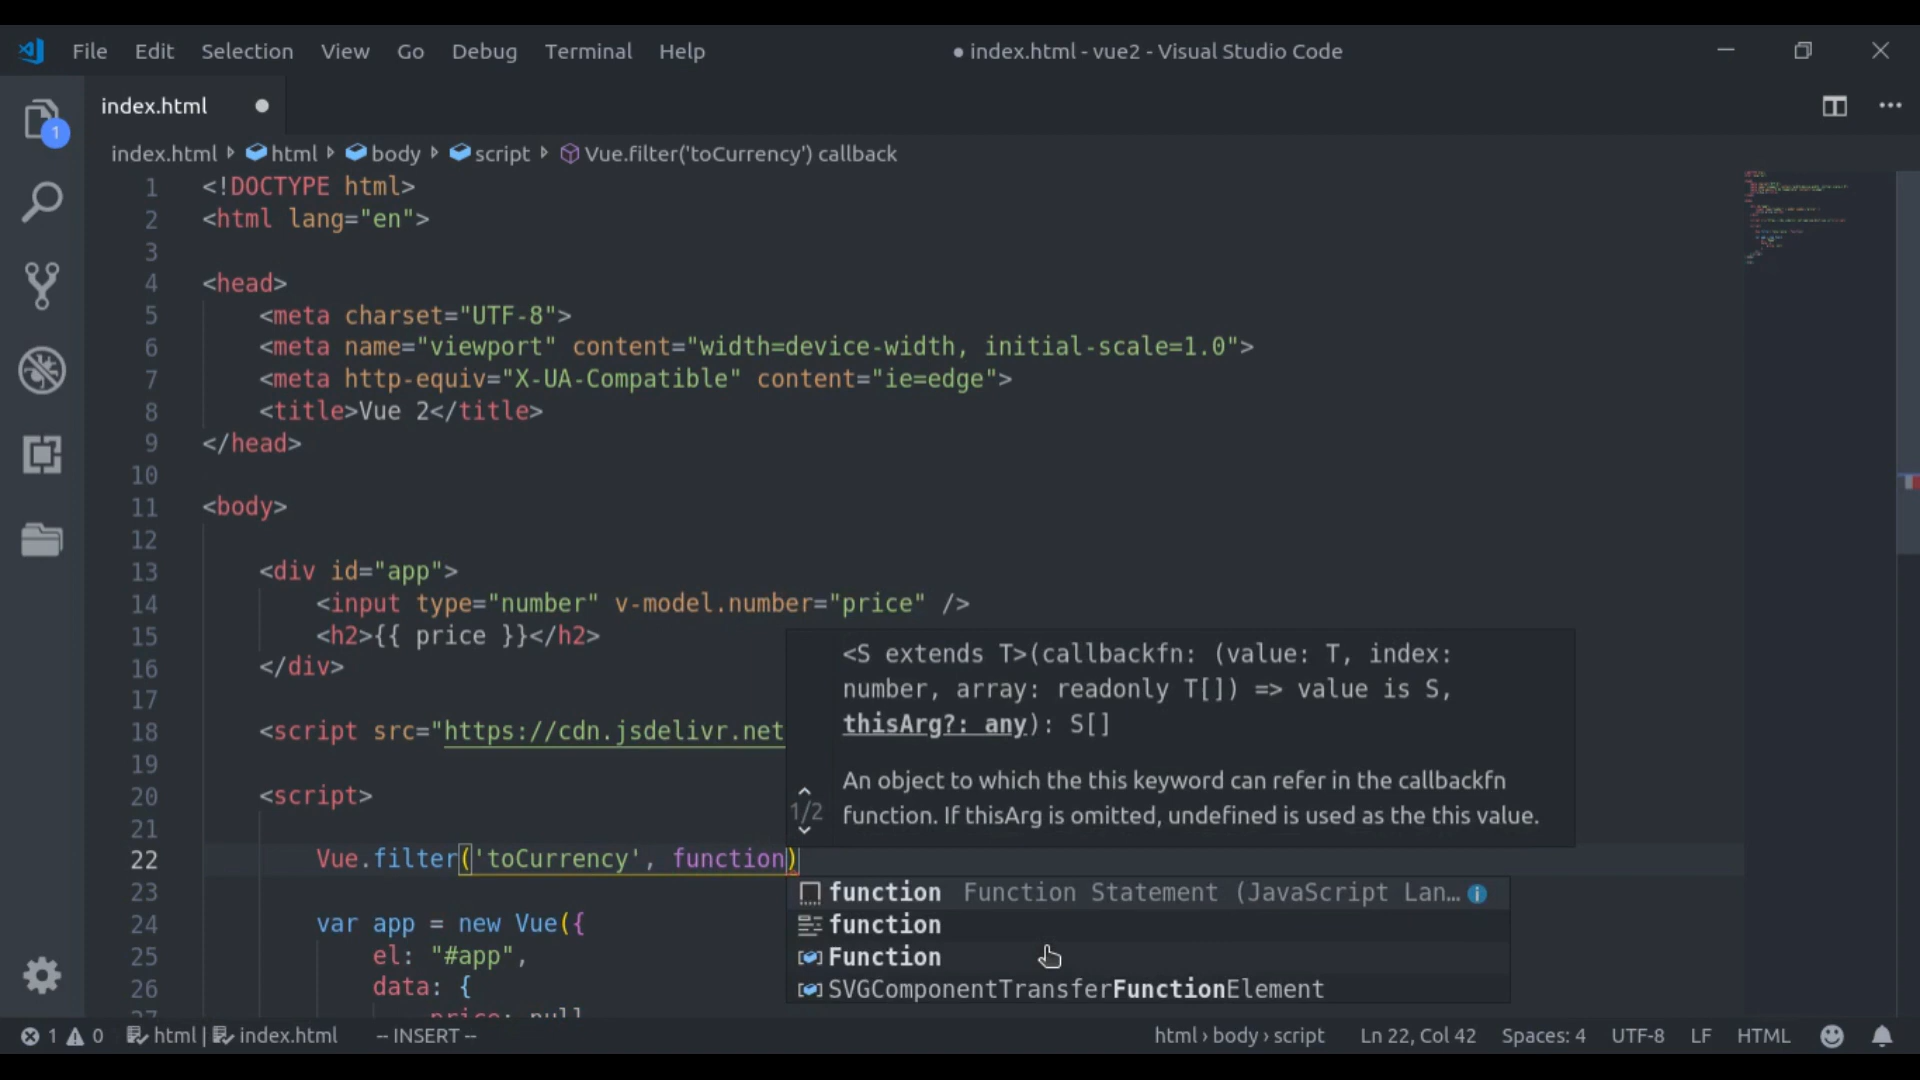 File Edit Selection View Go Debug Terminal Help ● index.html - vue2 - Visual Studio Code
index.html ●
1
index.html html body script Vue.filter('toCurrency') callback
1 <!DOCTYPE html>
2 <html lang="en">
3
4 <head>
5 <meta charset="UTF-8">
6 <meta name="viewport" content="width=device-width, initial-scale=1.0">
7 <meta http-equiv="X-UA-Compatible" content="ie=edge">
8 <title>Vue 2</title>
9 </head>
10
11 <body>
12
13 <div id="app">
14 <input type="number" v-model.number="price" />
15 <h2>{{ price }}</h2>
16 </div>
17
18 <script src="https://cdn.jsdelivr.net
19
20 <script>
21
22 Vue.filter('toCurrency', function)
23
24 var app = new Vue({
25 el: "#app",
26 data: {
27 price: null
<S extends T>(callbackfn: (value: T, index:
number, array: readonly T[]) => value is S,
thisArg?: any): S[]
1/2
An object to which the this keyword can refer in the callbackfn
function. If thisArg is omitted, undefined is used as the this value.
function Function Statement (JavaScript Lan…
function
Function
SVGComponentTransferFunctionElement
1 0 html | index.html -- INSERT -- html › body › script Ln 22, Col 42 Spaces: 4 UTF-8 LF HTML